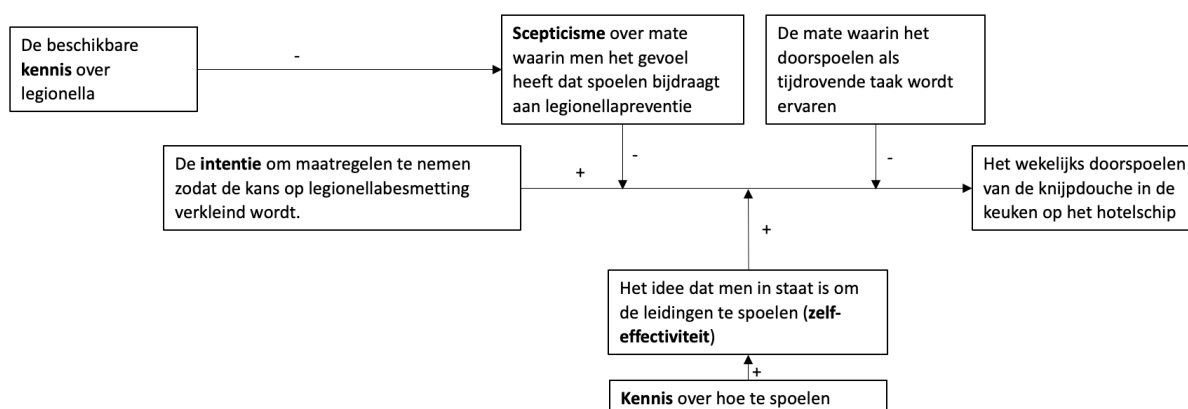 De beschikbare
kennis over
legionella
-
Scepticisme over mate
waarin men het gevoel
heeft dat spoelen bijdraagt
aan legionellapreventie
De mate waarin het
doorspoelen als
tijdrovende taak wordt
ervaren
De intentie om maatregelen te nemen
zodat de kans op legionellabesmetting
verkleind wordt.
+
-
-
Het wekelijks doorspoelen
van de knijpdouche in de
keuken op het hotelschip
+
Het idee dat men in staat is om
de leidingen te spoelen (zelf-
effectiviteit)
+
Kennis over hoe te spoelen